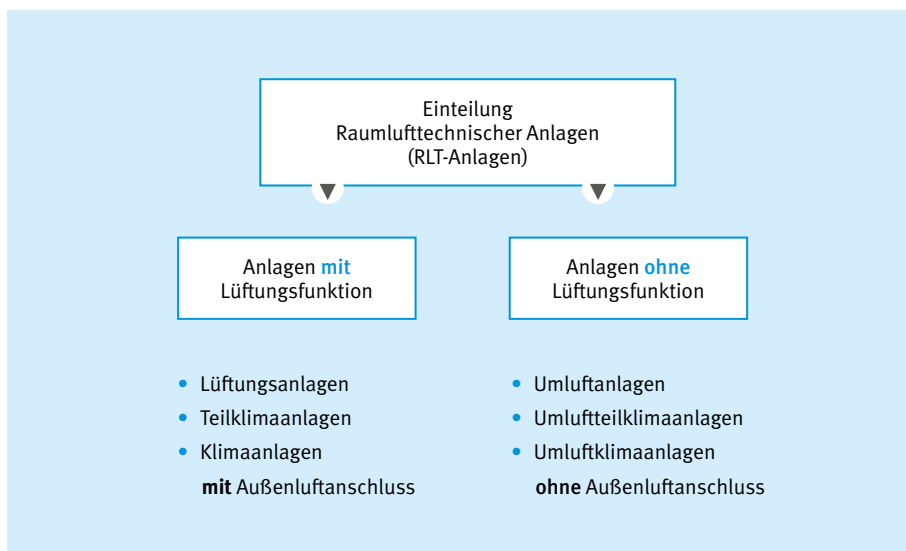 Einteilung
Raumlufttechnischer Anlagen
(RLT-Anlagen)
Anlagen mit
Lüftungsfunktion
Anlagen ohne
Lüftungsfunktion
• Lüftungsanlagen
• Teilklimaanlagen
• Klimaanlagen
mit Außenluftanschluss
• Umluftanlagen
• Umluftteilklimaanlagen
• Umluftklimaanlagen
ohne Außenluftanschluss